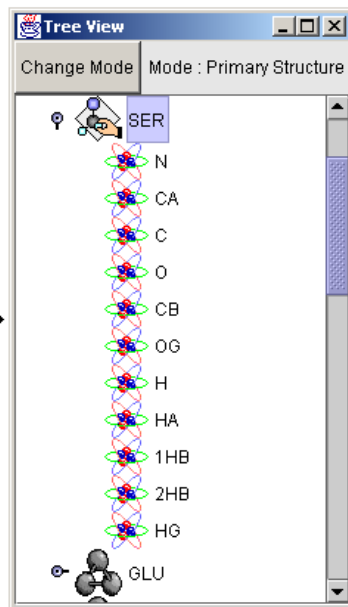 Tree View
Change Mode Mode : Primary Structure
SER
N
CA
C
O
CB
OG
H
HA
1HB
2HB
HG
GLU